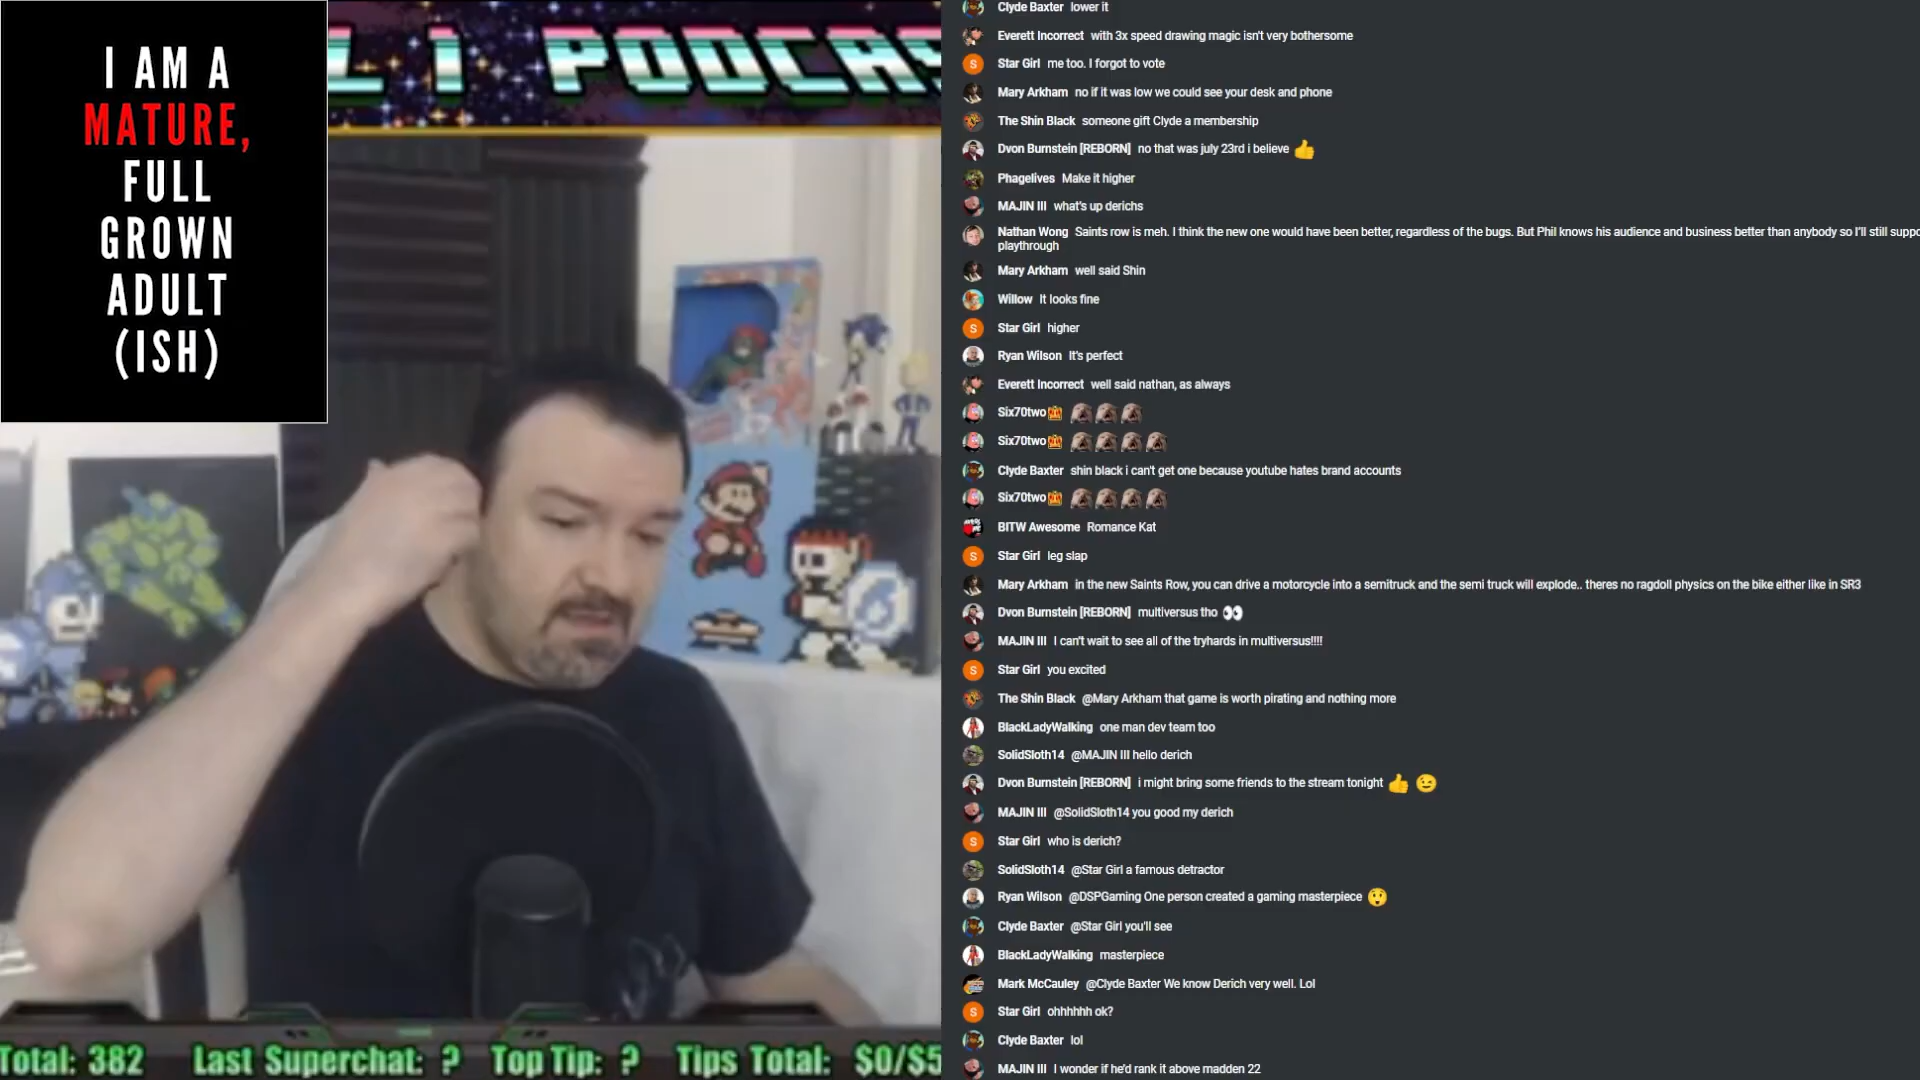 I AM A
MATURE,
FULL
GROWN
ADULT
(ISH)
L 1 PODCA
Total: 382 Last Superchat: ? Top Tip: ? Tips Total: $0/$5
Clyde Baxter lower it
Everett Incorrect with 3x speed drawing magic isn't very bothersome
S Star Girl me too. I forgot to vote
Mary Arkham no if it was low we could see your desk and phone
The Shin Black someone gift Clyde a membership
Dvon Burnstein [REBORN] no that was july 23rd i believe 👍
Phagelives Make it higher
MAJIN III what's up derichs
Nathan Wong Saints row is meh. I think the new one would have been better, regardless of the bugs. But Phil knows his audience and business better than anybody so I'll still suppo
playthrough
Mary Arkham well said Shin
Willow It looks fine
S Star Girl higher
Ryan Wilson It's perfect
Everett Incorrect well said nathan, as always
Six70two
Six70two
Clyde Baxter shin black i can't get one because youtube hates brand accounts
Six70two
BITW Awesome Romance Kat
S Star Girl leg slap
Mary Arkham in the new Saints Row, you can drive a motorcycle into a semitruck and the semi truck will explode.. theres no ragdoll physics on the bike either like in SR3
Dvon Burnstein [REBORN] multiversus tho 👀
MAJIN III I can't wait to see all of the tryhards in multiversus!!!!
S Star Girl you excited
The Shin Black @Mary Arkham that game is worth pirating and nothing more
BlackLadyWalking one man dev team too
SolidSloth14 @MAJIN III hello derich
Dvon Burnstein [REBORN] i might bring some friends to the stream tonight 👍 😉
MAJIN III @SolidSloth14 you good my derich
S Star Girl who is derich?
SolidSloth14 @Star Girl a famous detractor
Ryan Wilson @DSPGaming One person created a gaming masterpiece 😲
Clyde Baxter @Star Girl you'll see
BlackLadyWalking masterpiece
Mark McCauley @Clyde Baxter We know Derich very well. Lol
S Star Girl ohhhhhh ok?
Clyde Baxter lol
MAJIN III I wonder if he'd rank it above madden 22